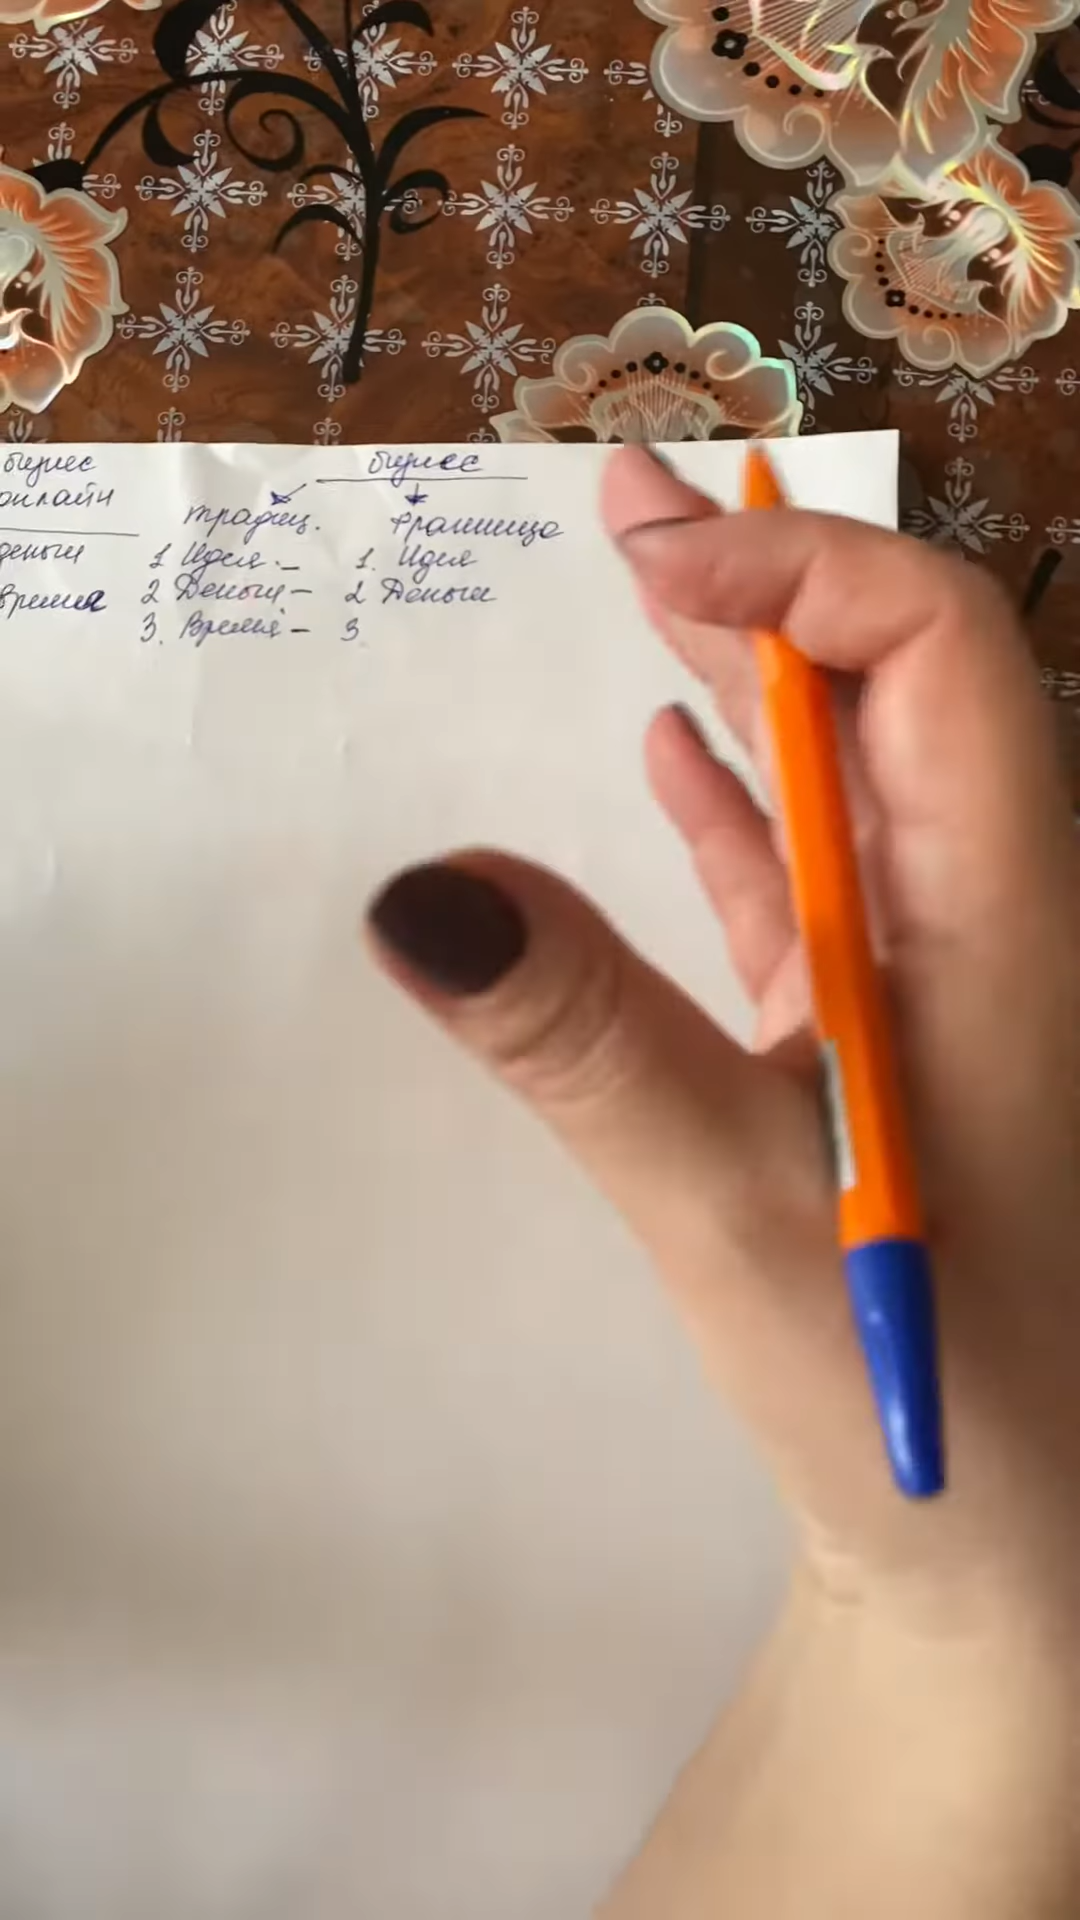 бизнес
онлайн
деньги
время
бизнес
традиц. франшиза
1 Идея - 1. Идея
2 Деньги - 2 Деньги
3. Время - 3